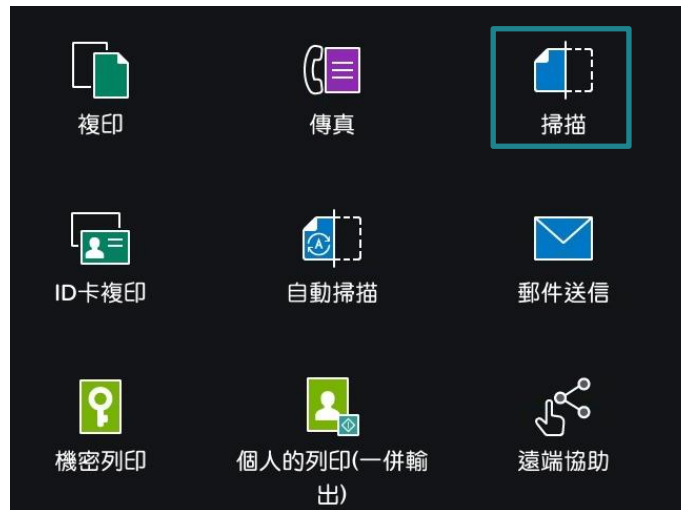 複印
傳真
掃描
ID卡複印
自動掃描
郵件送信
機密列印
個人的列印(一併輸
出)
遠端協助